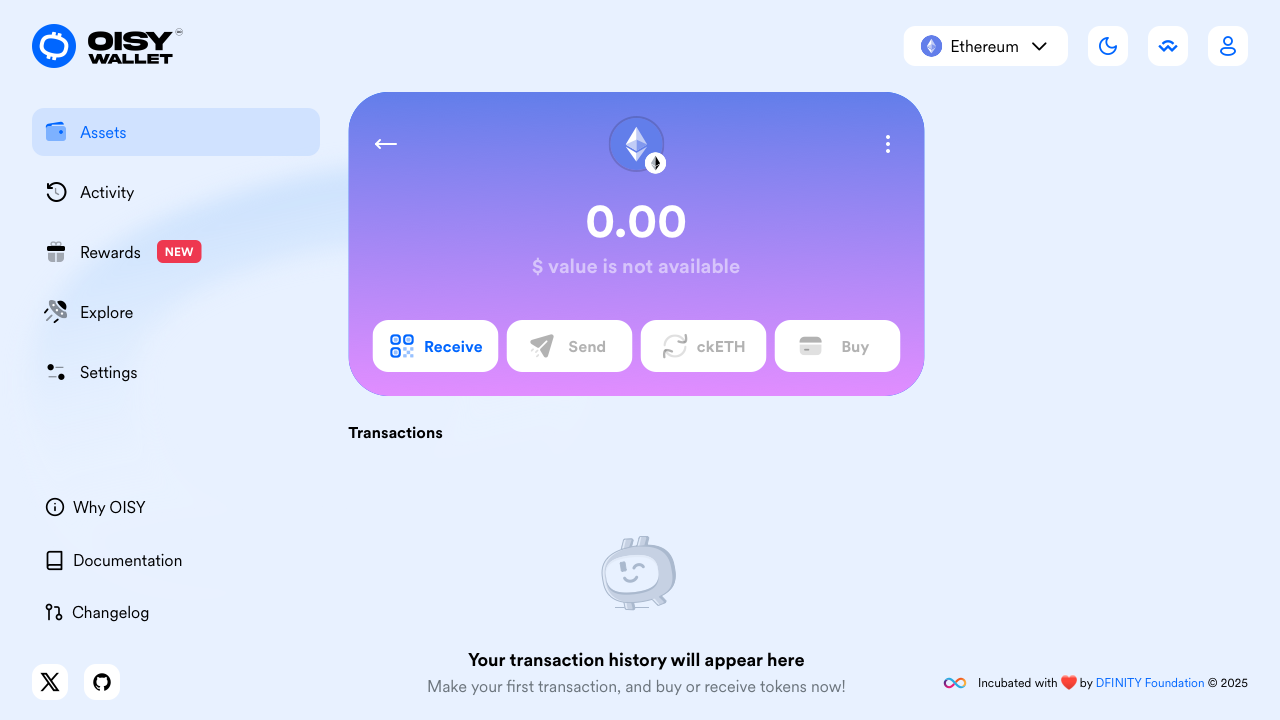 OISY
WALLET
Ethereum
Assets
Activity
Rewards NEW
Explore
Settings
Why OISY
Documentation
Changelog
0.00
$ value is not available
Receive
Send
ckETH
Buy
Transactions
Your transaction history will appear here
Make your first transaction, and buy or receive tokens now!
Incubated with ❤️ by DFINITY Foundation © 2025